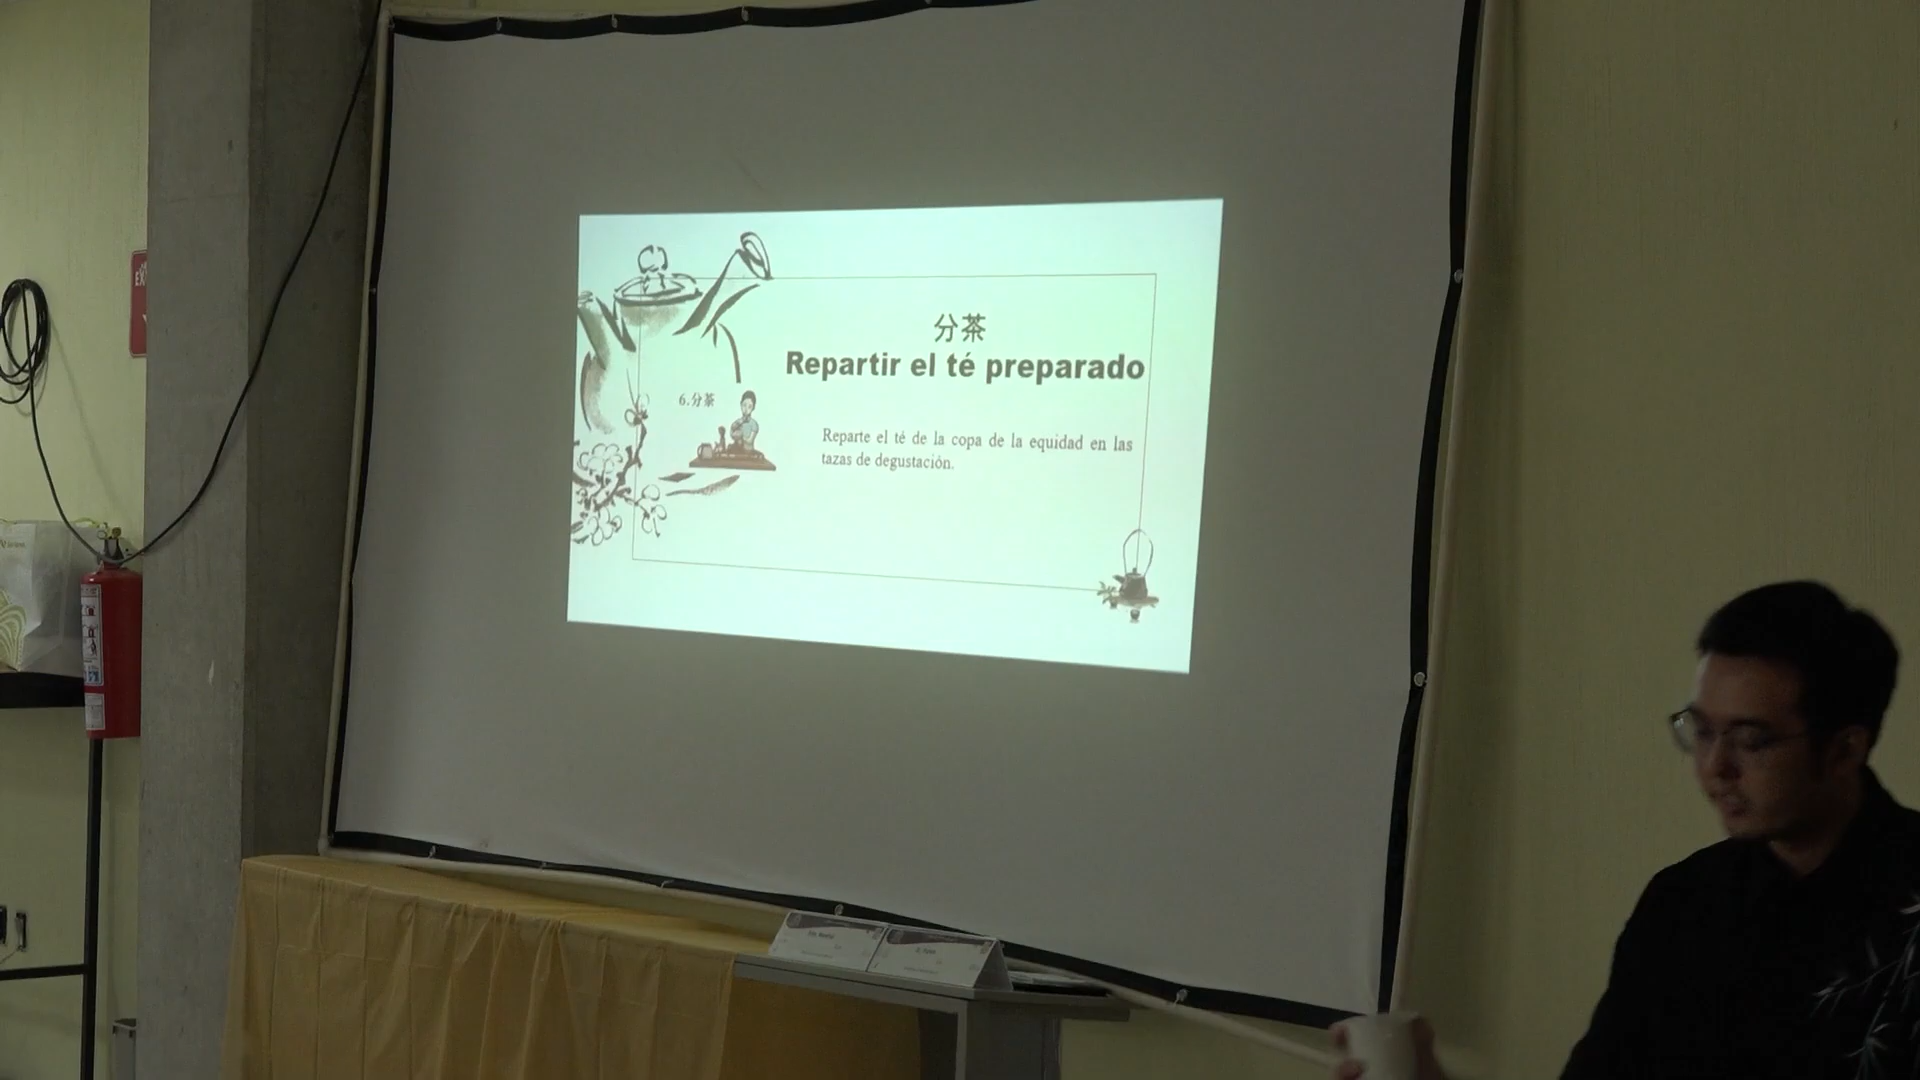 分茶
Repartir el té preparado
6.分茶
Reparte el té de la copa de la equidad en las
tazas de degustación.